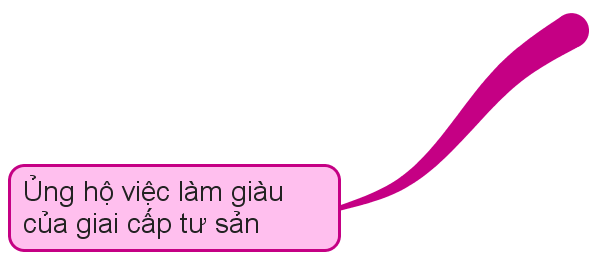 Ủng hộ việc làm giàu
của giai cấp tư sản